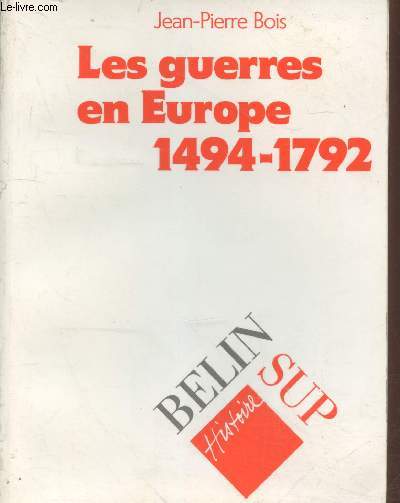 Le-livre.com
Jean-Pierre Bois
Les guerres
en Europe
1494-1792
BELIN
SUP
Histoire